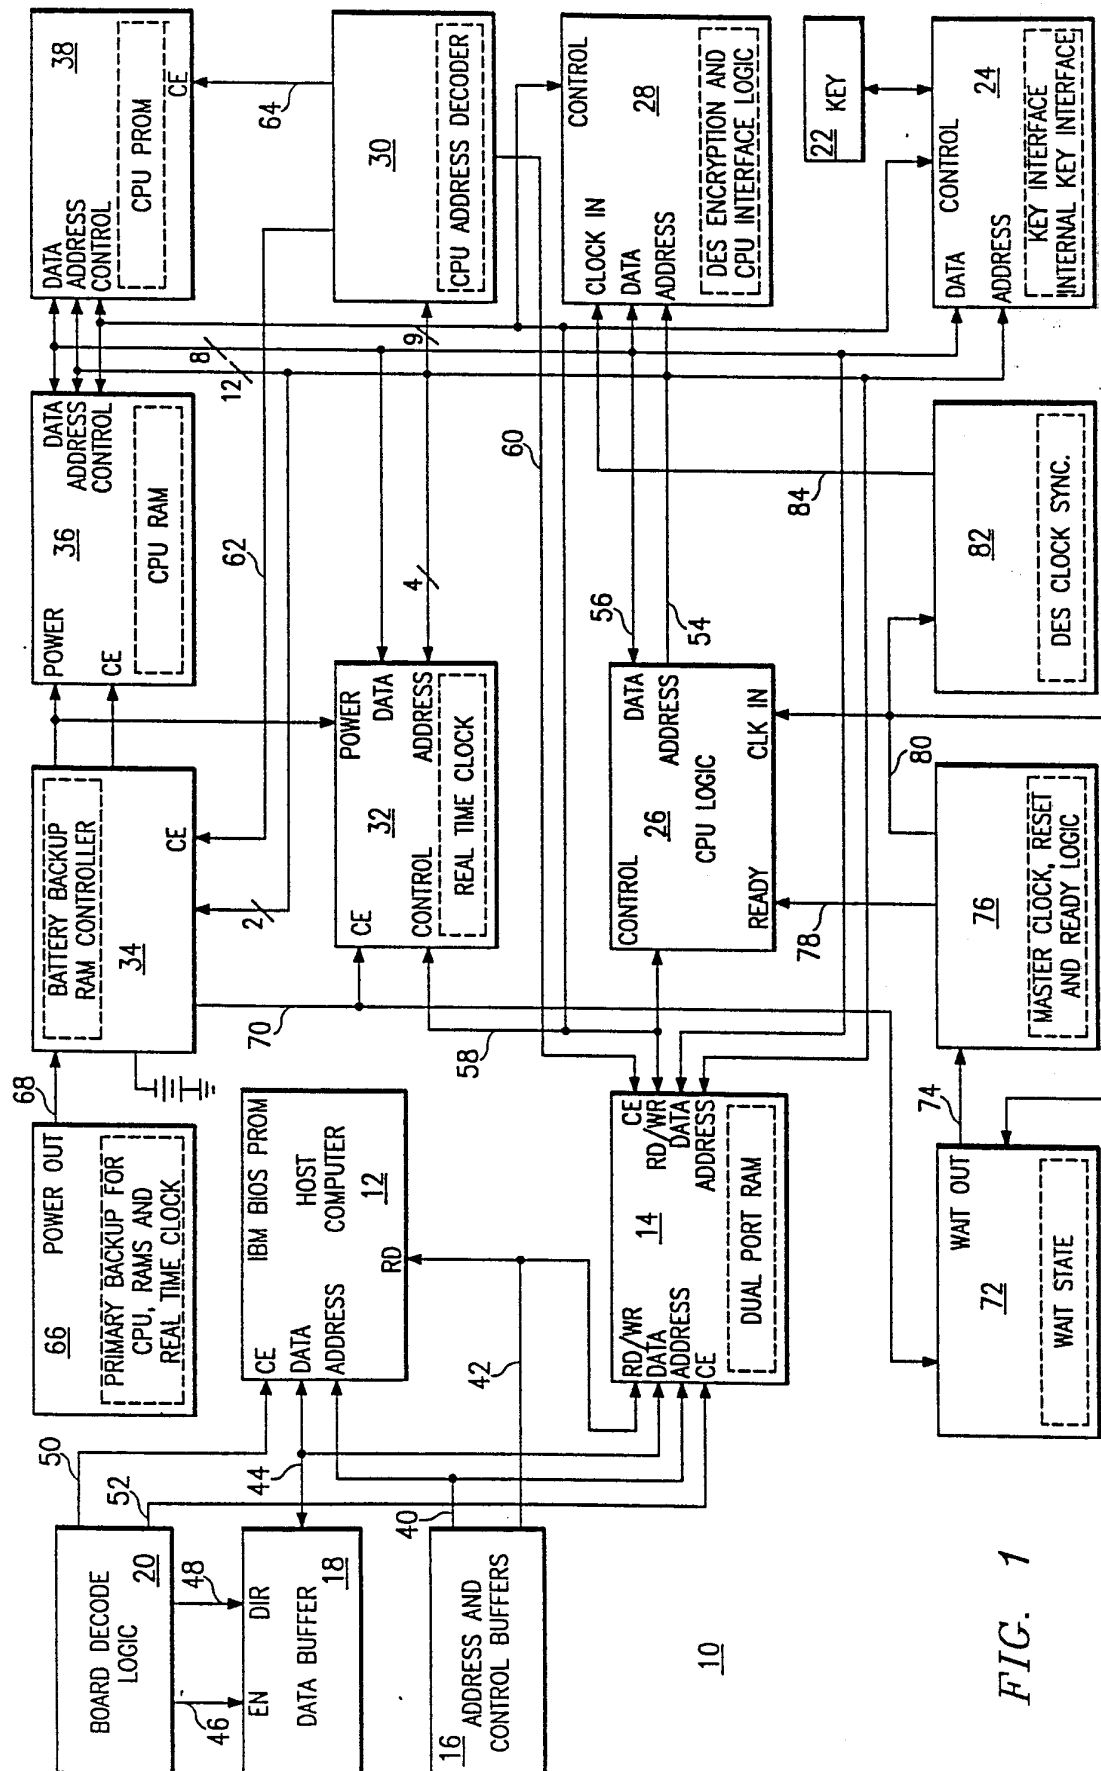 BOARD DECODE
LOGIC
20
50
52
46
48
EN
DIR
DATA BUFFER
18
44
16
ADDRESS AND
CONTROL BUFFERS
40
42
66
POWER OUT
PRIMARY BACKUP FOR
CPU, RAMS AND
REAL TIME CLOCK
68
CE
DATA
ADDRESS
IBM BIOS PROM
HOST
COMPUTER
12
RD
RD/WR
DATA
ADDRESS
CE
14
CE
RD/WR
DATA
ADDRESS
DUAL PORT RAM
WAIT OUT
72
WAIT STATE
74
BATTERY BACKUP
RAM CONTROLLER
34
CE
2
70
POWER
CE
36
DATA
ADDRESS
CONTROL
CPU RAM
62
CE
CONTROL
32
POWER
DATA
ADDRESS
REAL TIME CLOCK
58
4
CONTROL
26
CPU LOGIC
DATA
ADDRESS
READY
CLK IN
56
54
78
80
76
MASTER CLOCK, RESET
AND READY LOGIC
82
DES CLOCK SYNC.
84
60
8
12
9
DATA
ADDRESS
CONTROL
38
CPU PROM
CE
64
30
CPU ADDRESS DECODER
CLOCK IN
DATA
ADDRESS
CONTROL
28
DES ENCRYPTION AND
CPU INTERFACE LOGIC
22
KEY
DATA
ADDRESS
CONTROL
24
KEY INTERFACE
INTERNAL KEY INTERFACE
10
FIG. 1